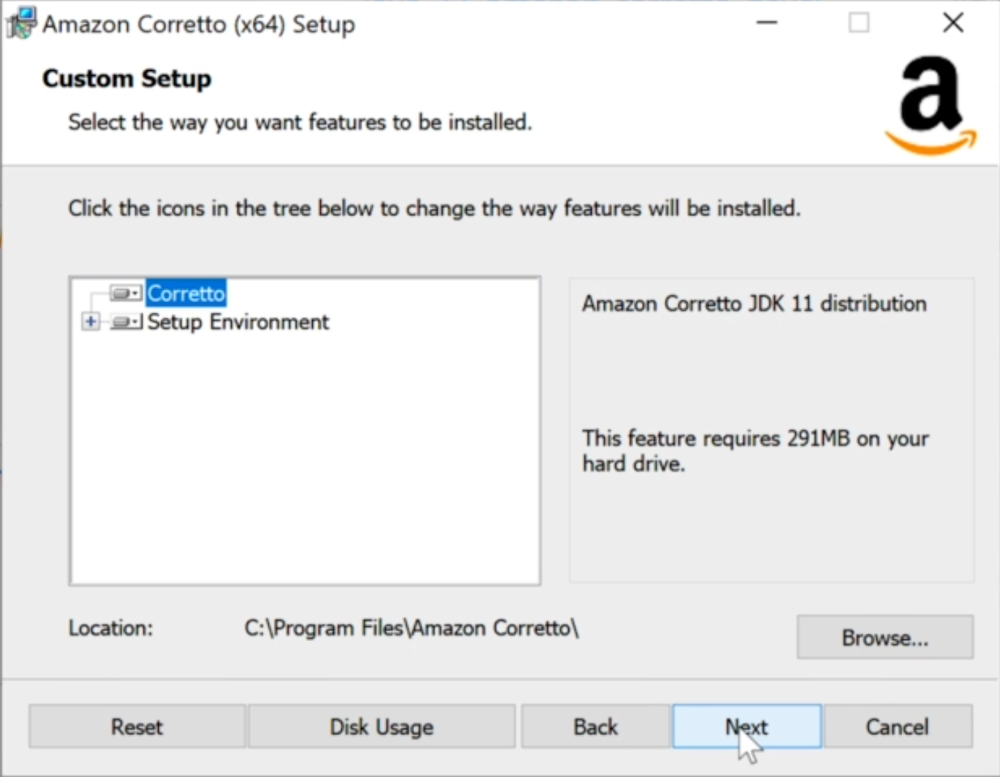 Amazon Corretto (x64) Setup
Custom Setup
Select the way you want features to be installed.
a
Click the icons in the tree below to change the way features will be installed.
Corretto
Setup Environment
Amazon Corretto JDK 11 distribution
This feature requires 291MB on your
hard drive.
Location: C:\Program Files\Amazon Corretto\
Browse...
Reset Disk Usage Back Next Cancel